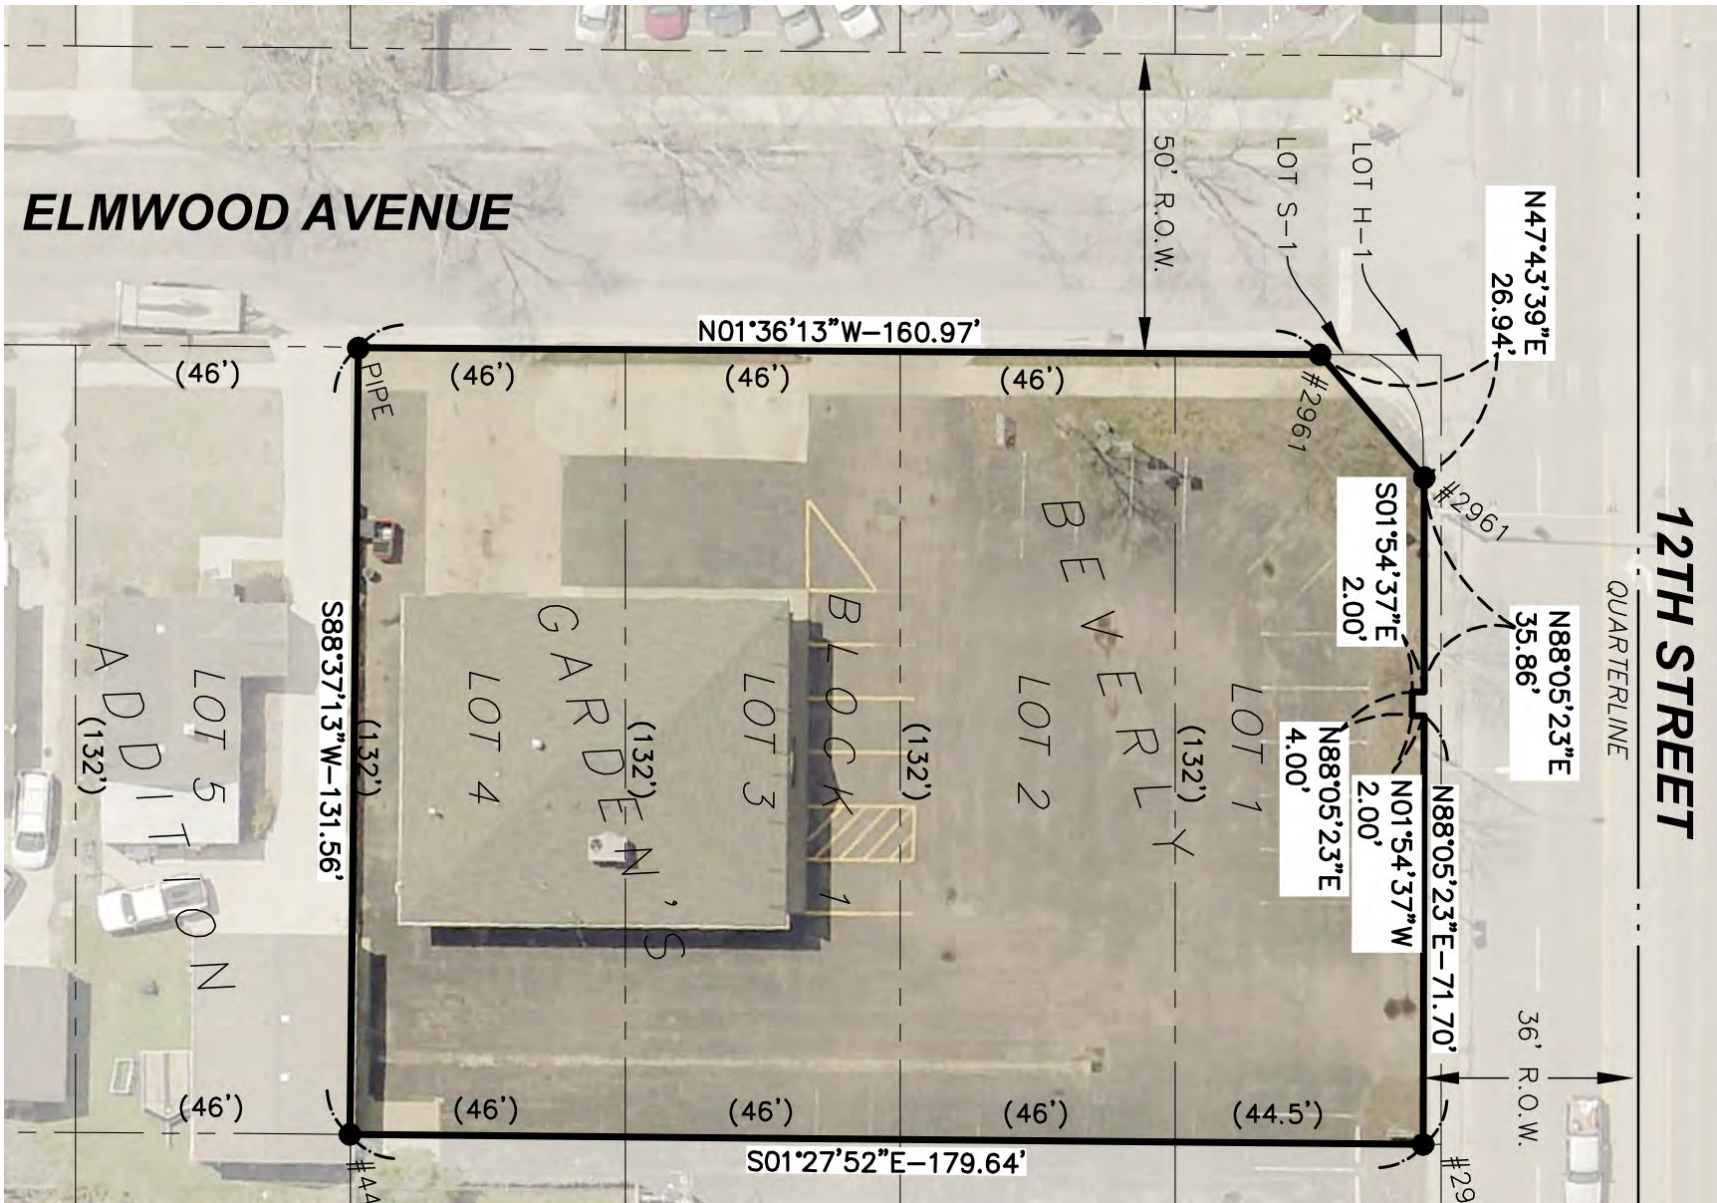 ELMWOOD AVENUE
12TH STREET
QUARTERLINE
50' R.O.W.
LOT S-1
LOT H-1
N47°43'39"E
26.94'
N01°36'13"W-160.97'
(46')
(46')
(46')
(46')
PIPE
#2961
#2961
S01°54'37"E
2.00'
N88°05'23"E
35.86'
N88°05'23"E
4.00'
N01°54'37"W
2.00'
N88°05'23"E-71.70'
36' R.O.W.
BEVERLY
GARDEN'S
ADDITION
BLOCK 1
LOT 1
LOT 2
LOT 3
LOT 4
LOT 5
(132')
(132')
(132')
(132')
(132')
S88°37'13"W-131.56'
(46')
(46')
(46')
(46')
(44.5')
S01°27'52"E-179.64'
#44
#29